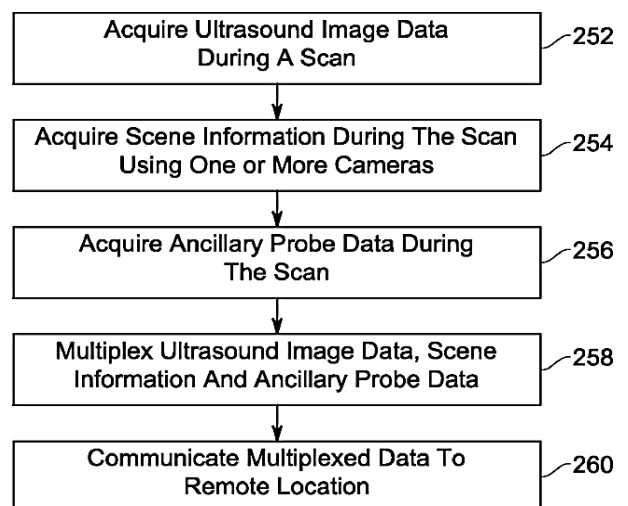 Acquire Ultrasound Image Data
During A Scan
252
Acquire Scene Information During The Scan
Using One or More Cameras
254
Acquire Ancillary Probe Data During
The Scan
256
Multiplex Ultrasound Image Data, Scene
Information And Ancillary Probe Data
258
Communicate Multiplexed Data To
Remote Location
260